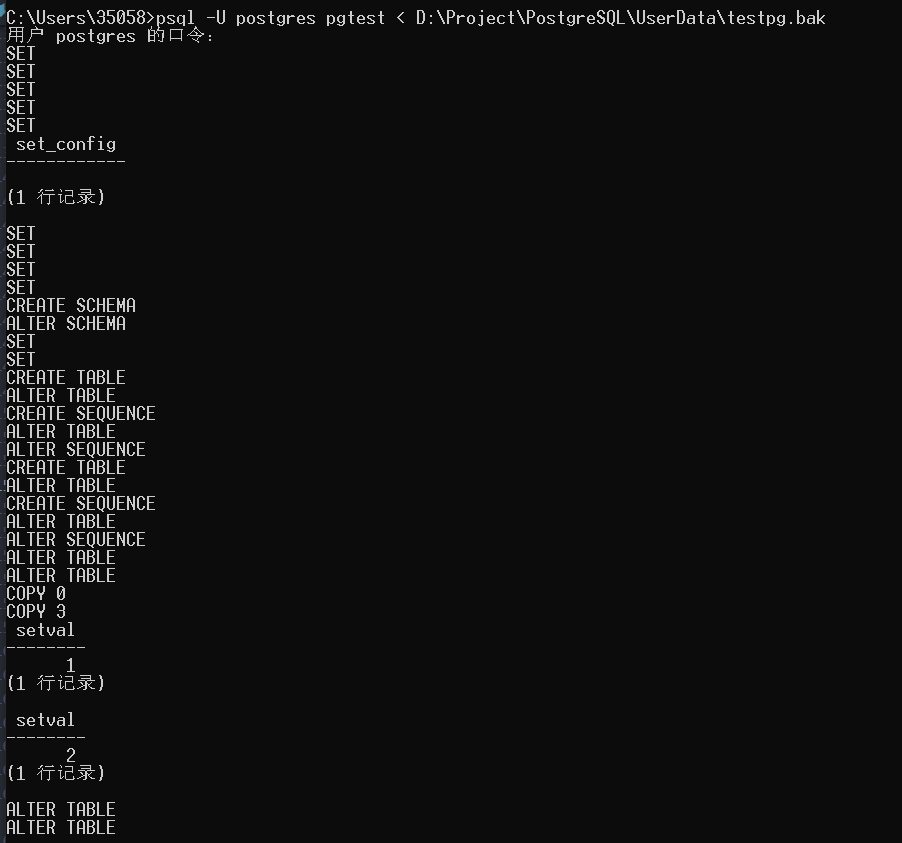 C:\Users\35058>psql -U postgres pgtest < D:\Project\PostgreSQL\UserData\testpg.bak
用户 postgres 的口令：
SET
SET
SET
SET
SET
 set_config
------------

(1 行记录)

SET
SET
SET
SET
CREATE SCHEMA
ALTER SCHEMA
SET
SET
CREATE TABLE
ALTER TABLE
CREATE SEQUENCE
ALTER TABLE
ALTER SEQUENCE
CREATE TABLE
ALTER TABLE
CREATE SEQUENCE
ALTER TABLE
ALTER SEQUENCE
ALTER TABLE
ALTER TABLE
COPY 0
COPY 3
 setval
--------
      1
(1 行记录)

 setval
--------
      2
(1 行记录)

ALTER TABLE
ALTER TABLE